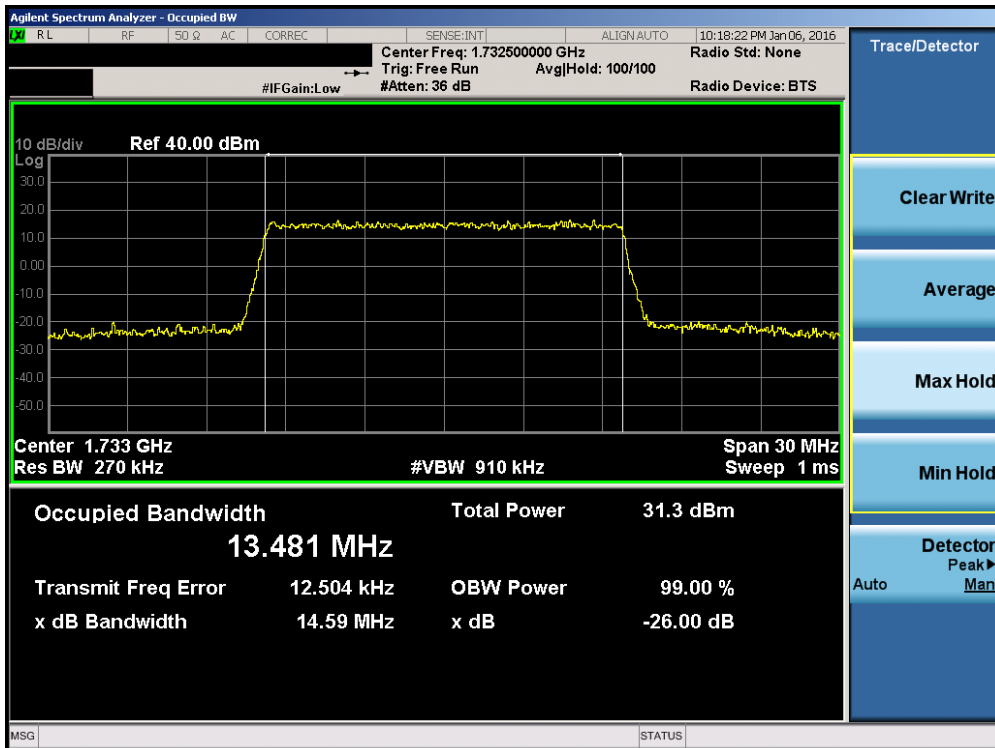 Agilent Spectrum Analyzer - Occupied BW
LXI RL RF 50 Ω AC CORREC SENSE:INT ALIGN AUTO 10:18:22 PM Jan 06, 2016
Center Freq: 1.732500000 GHz Radio Std: None
Trig: Free Run Avg|Hold: 100/100
#IFGain:Low #Atten: 36 dB Radio Device: BTS
10 dB/div Ref 40.00 dBm
Log
30.0
20.0
10.0
0.00
-10.0
-20.0
-30.0
-40.0
-50.0
Center 1.733 GHz Span 30 MHz
Res BW 270 kHz #VBW 910 kHz Sweep 1 ms
Occupied Bandwidth Total Power 31.3 dBm
13.481 MHz
Transmit Freq Error 12.504 kHz OBW Power 99.00 %
x dB Bandwidth 14.59 MHz x dB -26.00 dB
MSG STATUS
Trace/Detector
Clear Write
Average
Max Hold
Min Hold
Detector
Peak▶
Auto Man